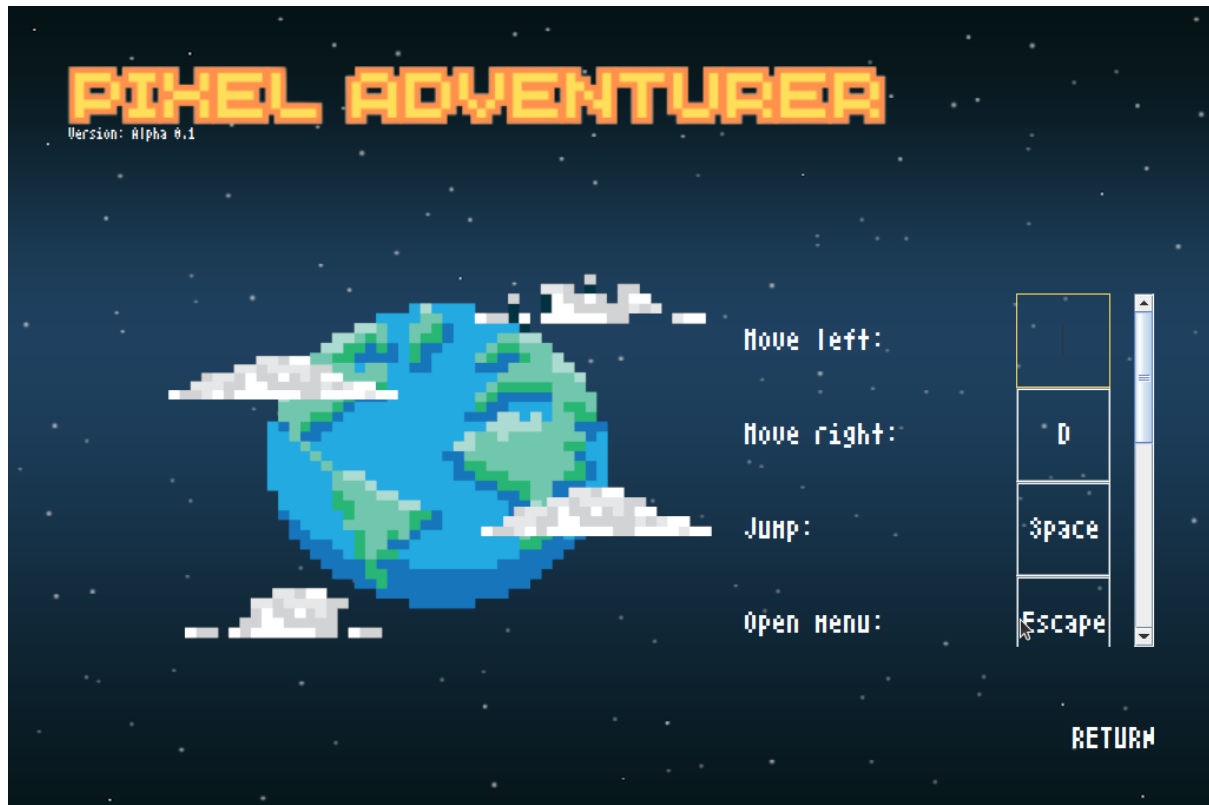 PIXEL ADVENTURER
Version: Alpha 0.1
Move left:
Move right:
D
Jump:
Space
Open Menu:
Escape
RETURN